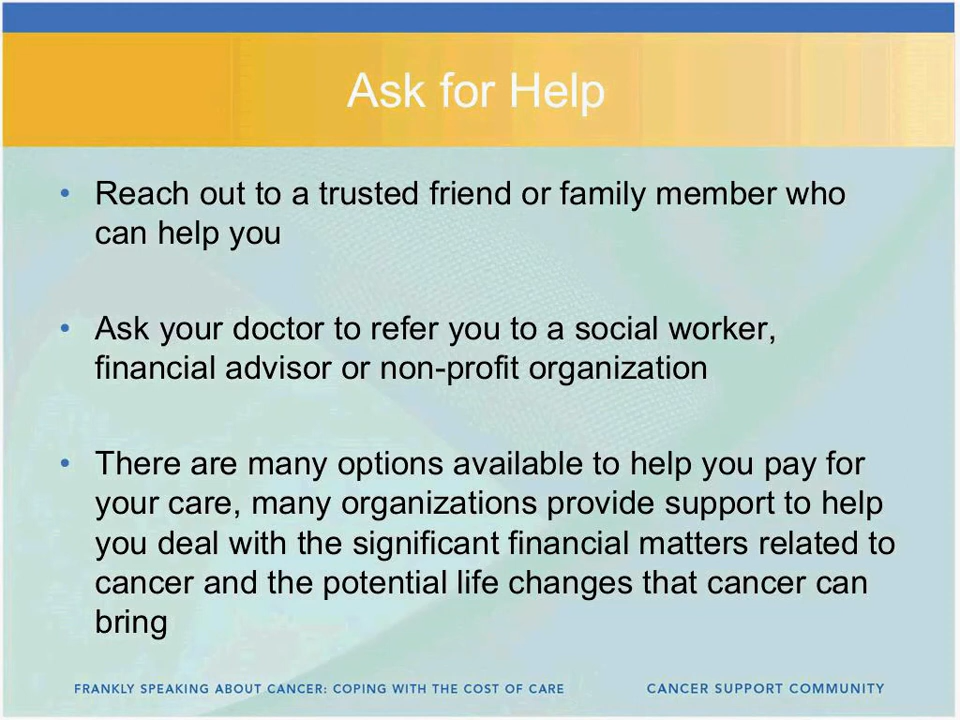 Ask for Help
• Reach out to a trusted friend or family member who
can help you
• Ask your doctor to refer you to a social worker,
financial advisor or non-profit organization
• There are many options available to help you pay for
your care, many organizations provide support to help
you deal with the significant financial matters related to
cancer and the potential life changes that cancer can
bring
FRANKLY SPEAKING ABOUT CANCER: COPING WITH THE COST OF CARE CANCER SUPPORT COMMUNITY